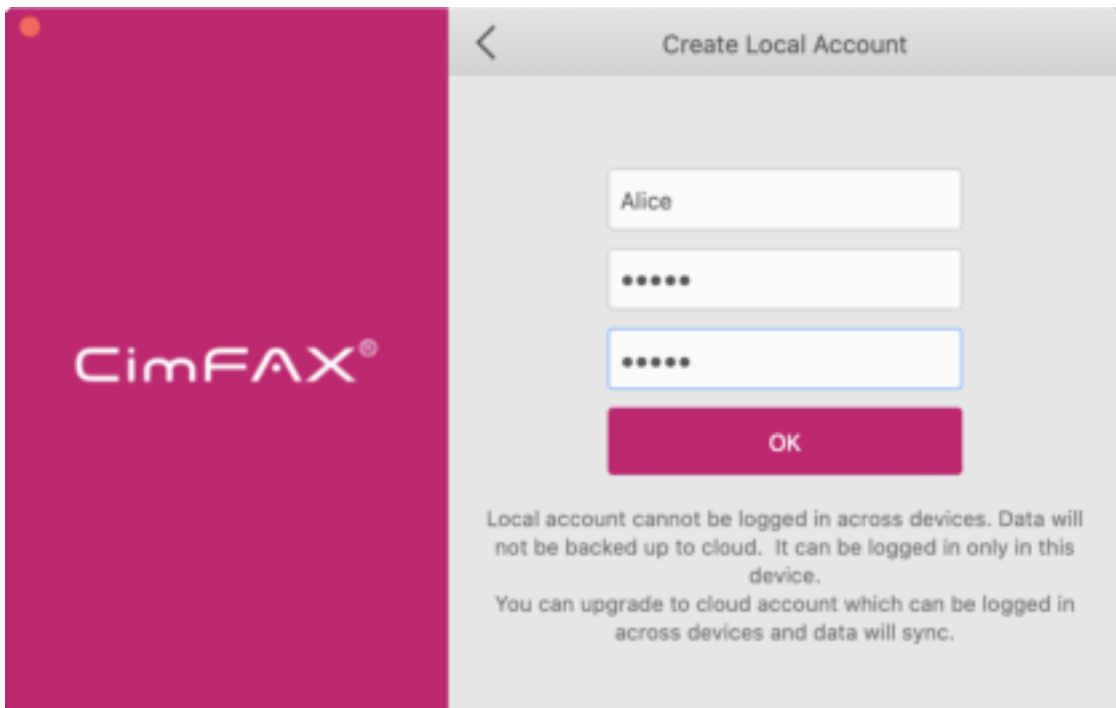 Create Local Account
Alice
•••••
CimFAX®
•••••
OK
Local account cannot be logged in across devices. Data will
not be backed up to cloud. It can be logged in only in this
device.
You can upgrade to cloud account which can be logged in
across devices and data will sync.